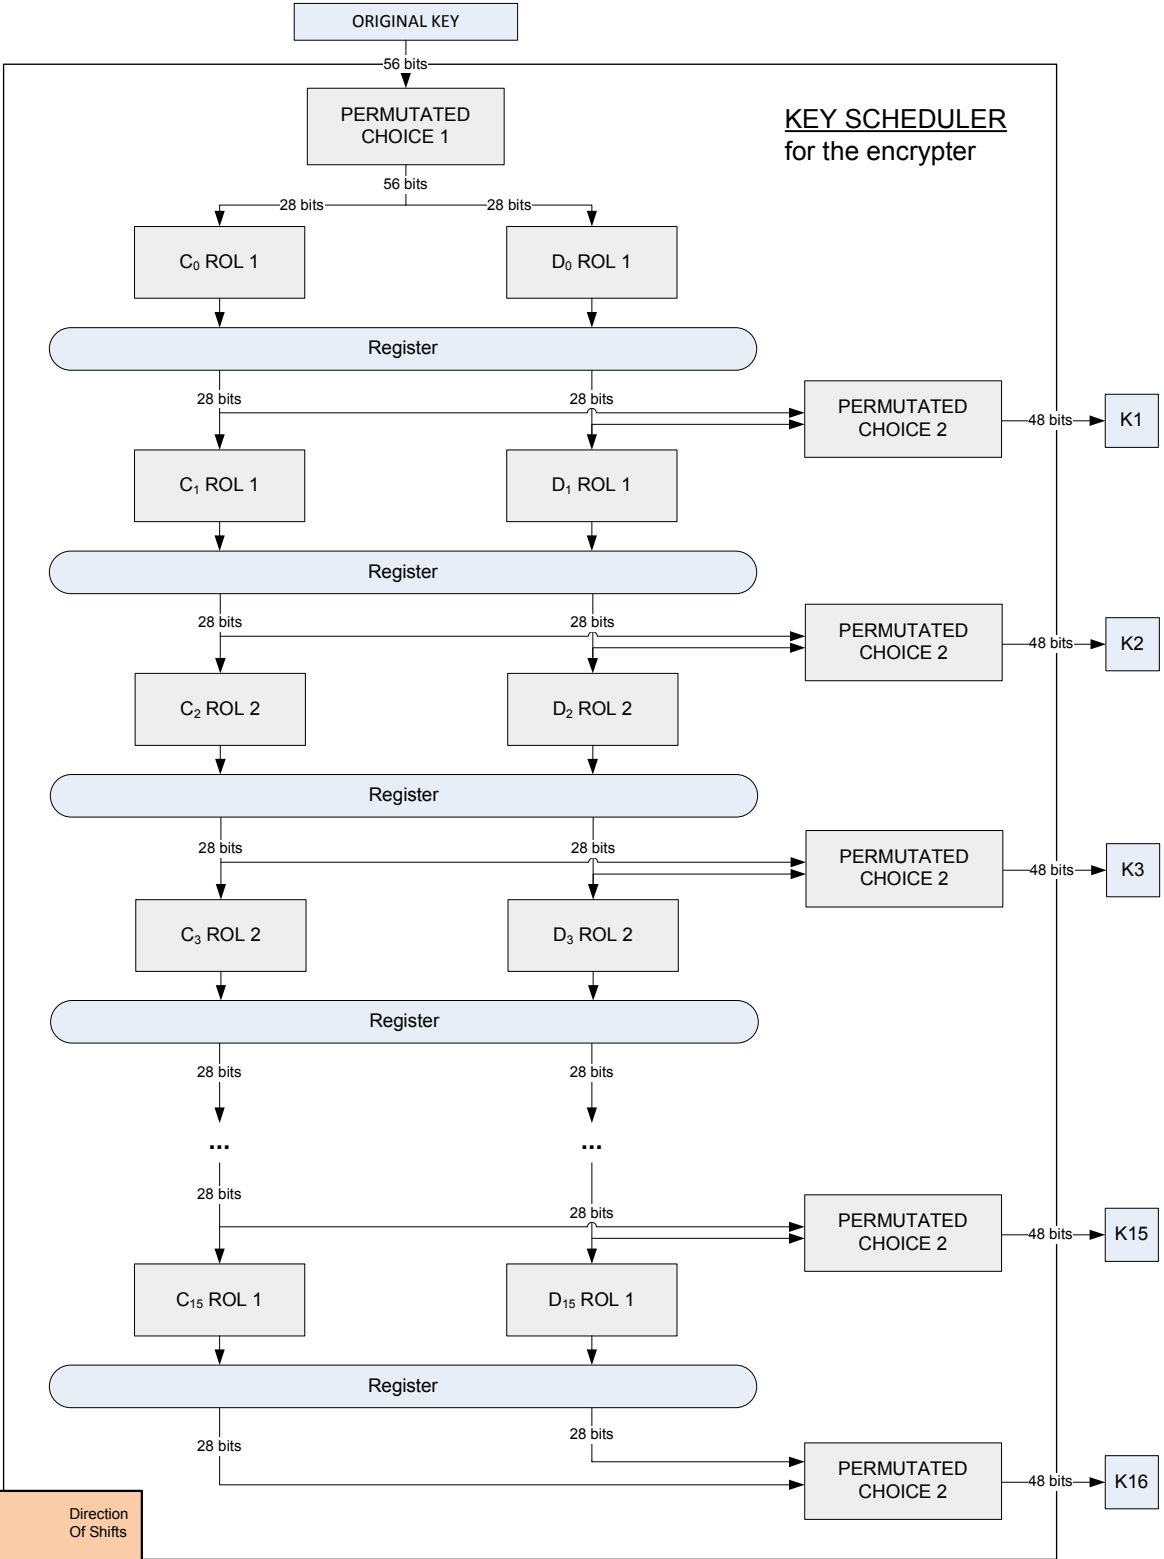 ORIGINAL KEY
56 bits
PERMUTATED
CHOICE 1
KEY SCHEDULER
for the encrypter
56 bits
28 bits
28 bits
C₀ ROL 1
D₀ ROL 1
Register
28 bits
28 bits
PERMUTATED
CHOICE 2
48 bits
K1
C₁ ROL 1
D₁ ROL 1
Register
28 bits
28 bits
PERMUTATED
CHOICE 2
48 bits
K2
C₂ ROL 2
D₂ ROL 2
Register
28 bits
28 bits
PERMUTATED
CHOICE 2
48 bits
K3
C₃ ROL 2
D₃ ROL 2
Register
28 bits
28 bits
...
...
28 bits
28 bits
PERMUTATED
CHOICE 2
48 bits
K15
C₁₅ ROL 1
D₁₅ ROL 1
Register
28 bits
28 bits
PERMUTATED
CHOICE 2
48 bits
K16
Direction
Of Shifts